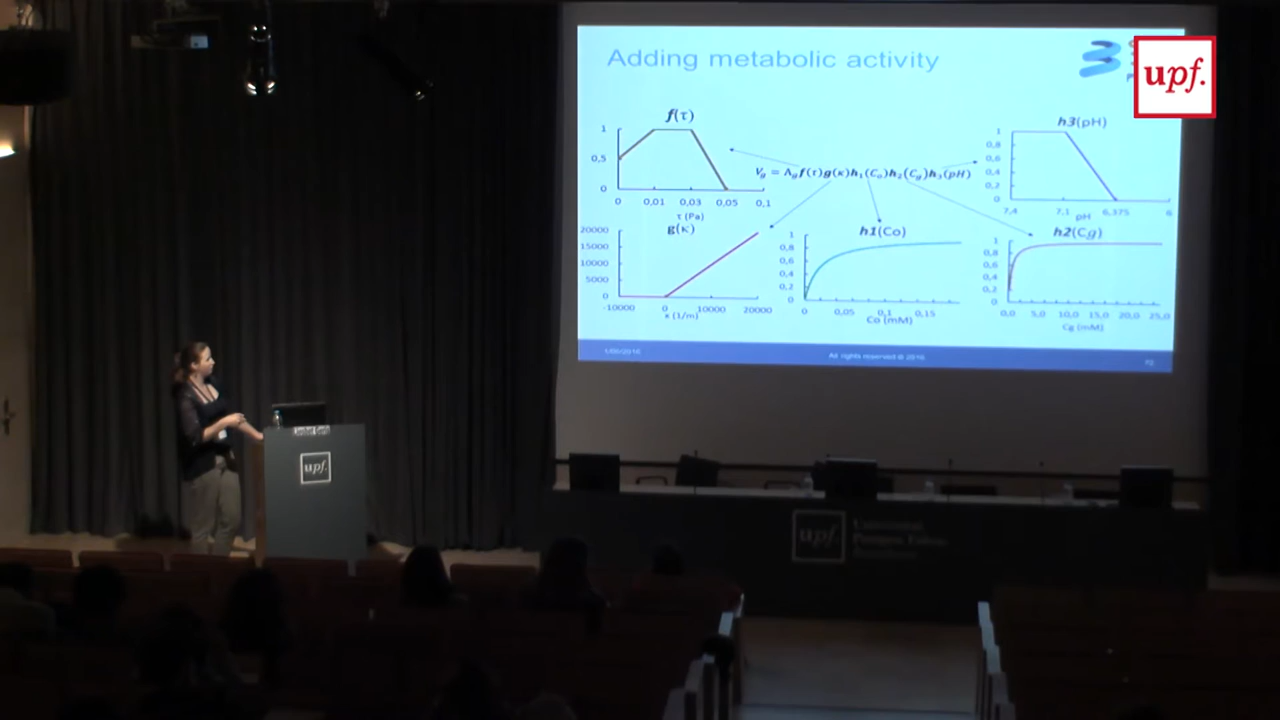 Adding metabolic activity
upf.
f(τ)
1
0,5
0
0 0,01 0,03 0,05 0,1
τ (Pa)
V_g = Λ_g f(τ)g(κ)h₁(C_o)h₂(C_g)h₃(pH)
h3(pH)
1
0,8
0,6
0,4
0,2
0
7,4 7,1 6,375 6
pH
g(κ)
20000
15000
10000
5000
0
-10000 0 10000 20000
κ (1/m)
h1(Co)
1
0,8
0,6
0,4
0,2
0
0 0,05 0,1 0,15
Co (mM)
h2(Cg)
1
0,8
0,6
0,4
0,2
0
0,0 5,0 10,0 15,0 20,0 25,0
Cg (mM)
All rights reserved © 2016
upf.
upf.
Universitat
Pompeu Fabra